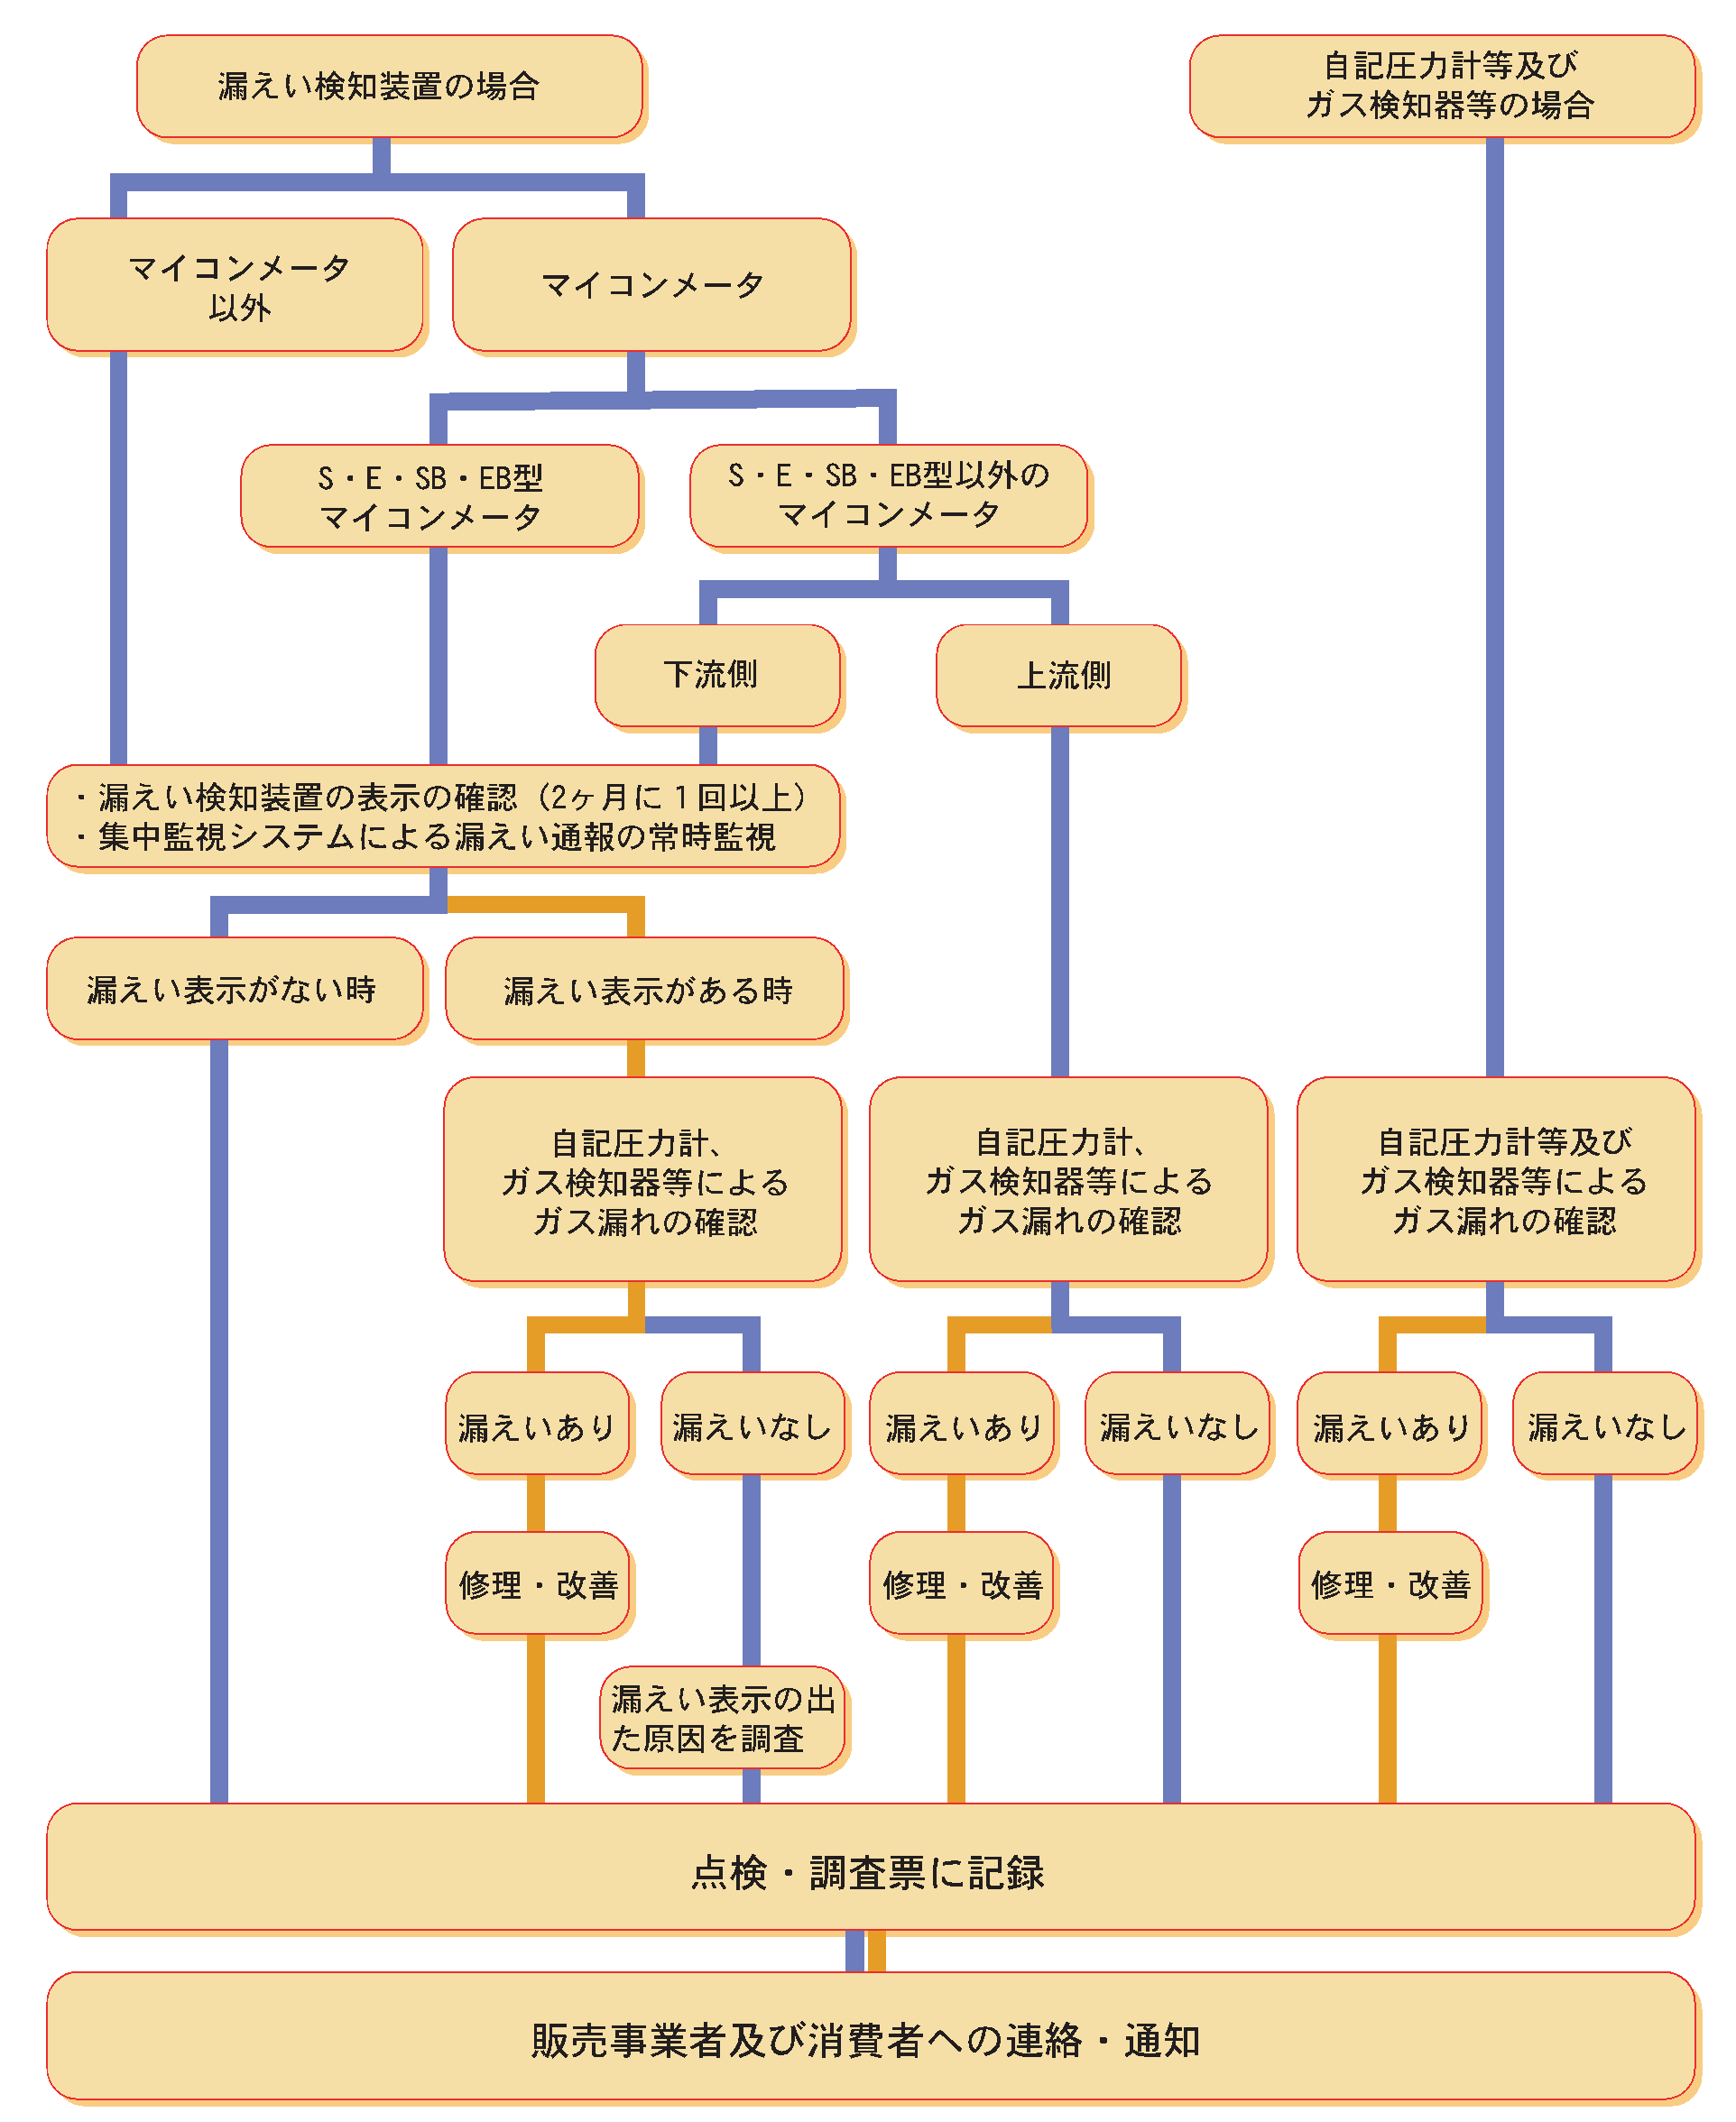 漏えい検知装置の場合
自記圧力計等及び
ガス検知器等の場合
マイコンメータ
以外
マイコンメータ
S・E・SB・EB型
マイコンメータ
S・E・SB・EB型以外の
マイコンメータ
下流側
上流側
・漏えい検知装置の表示の確認（2ヶ月に１回以上）
・集中監視システムによる漏えい通報の常時監視
漏えい表示がない時
漏えい表示がある時
自記圧力計、
ガス検知器等による
ガス漏れの確認
自記圧力計、
ガス検知器等による
ガス漏れの確認
自記圧力計等及び
ガス検知器等による
ガス漏れの確認
漏えいあり
漏えいなし
漏えいあり
漏えいなし
漏えいあり
漏えいなし
修理・改善
修理・改善
修理・改善
漏えい表示の出
た原因を調査
点検・調査票に記録
販売事業者及び消費者への連絡・通知